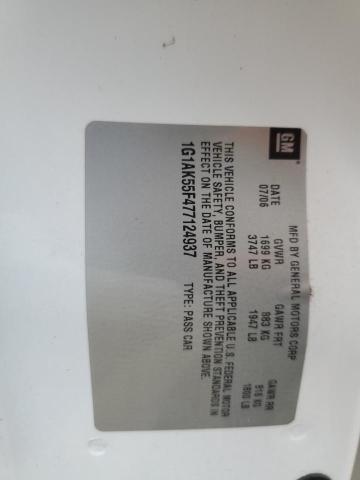 GM
MFD BY GENERAL MOTORS CORP
DATE GVWR GAWR FRT GAWR RR
07/06 1699 KG 883 KG 816 KG
3747 LB 1947 LB 1800 LB
THIS VEHICLE CONFORMS TO ALL APPLICABLE U.S. FEDERAL MOTOR
VEHICLE SAFETY, BUMPER, AND THEFT PREVENTION STANDARDS IN
EFFECT ON THE DATE OF MANUFACTURE SHOWN ABOVE.
1G1AK55F477124937 TYPE: PASS CAR